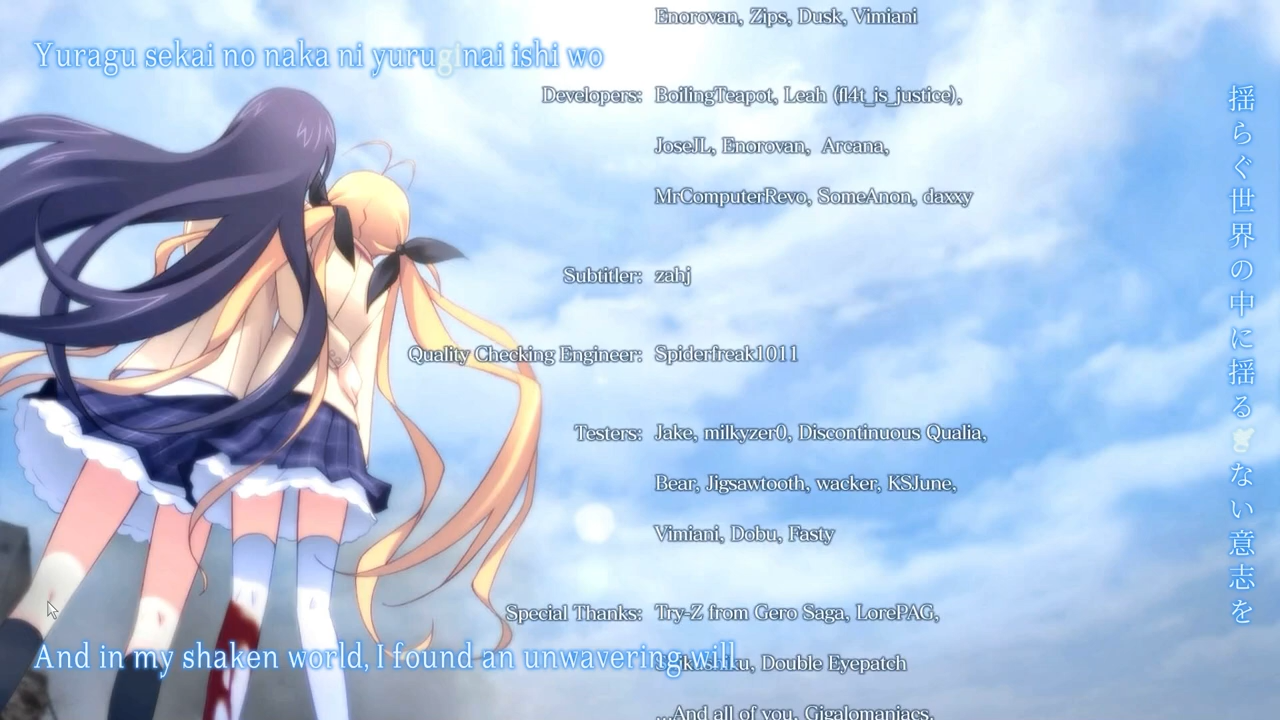 Yuragu sekai no naka ni yuruginai ishi wo
Enorovan, Zips, Dusk, Vimiani
Developers: BoilingTeapot, Leah (fl4t_is_justice),
JoseJL, Enorovan, Arcana,
MrComputerRevo, SomeAnon, daxxy
Subtitler: zahj
Quality Checking Engineer: Spiderfreak1011
Testers: Jake, milkyzer0, Discontinuous Qualia,
Bear, Jigsawtooth, wacker, KSJune,
Vimiani, Dobu, Fasty
Special Thanks: Try-Z from Gero Saga, LorePAG,
Double Eyepatch
...And all of you, Gigalomaniacs.
And in my shaken world, I found an unwavering will
揺らぐ世界の中に揺るぎない意志を